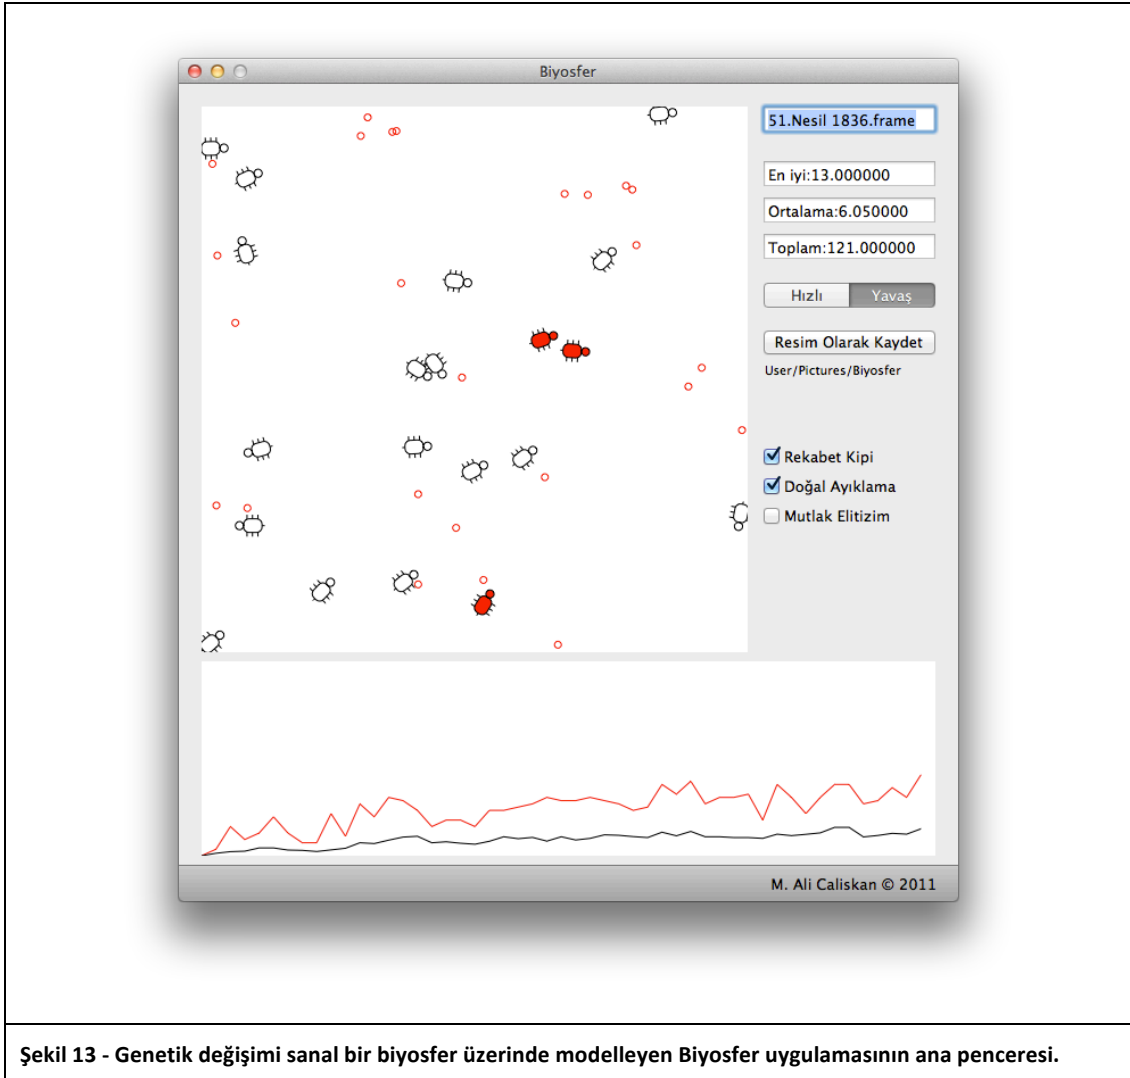 Biyosfer
51.Nesil 1836.frame
En iyi:13.000000
Ortalama:6.050000
Toplam:121.000000
Hızlı Yavaş
Resim Olarak Kaydet
User/Pictures/Biyosfer
Rekabet Kipi
Doğal Ayıklama
Mutlak Elitizim
M. Ali Caliskan © 2011
Şekil 13 - Genetik değişimi sanal bir biyosfer üzerinde modelleyen Biyosfer uygulamasının ana penceresi.